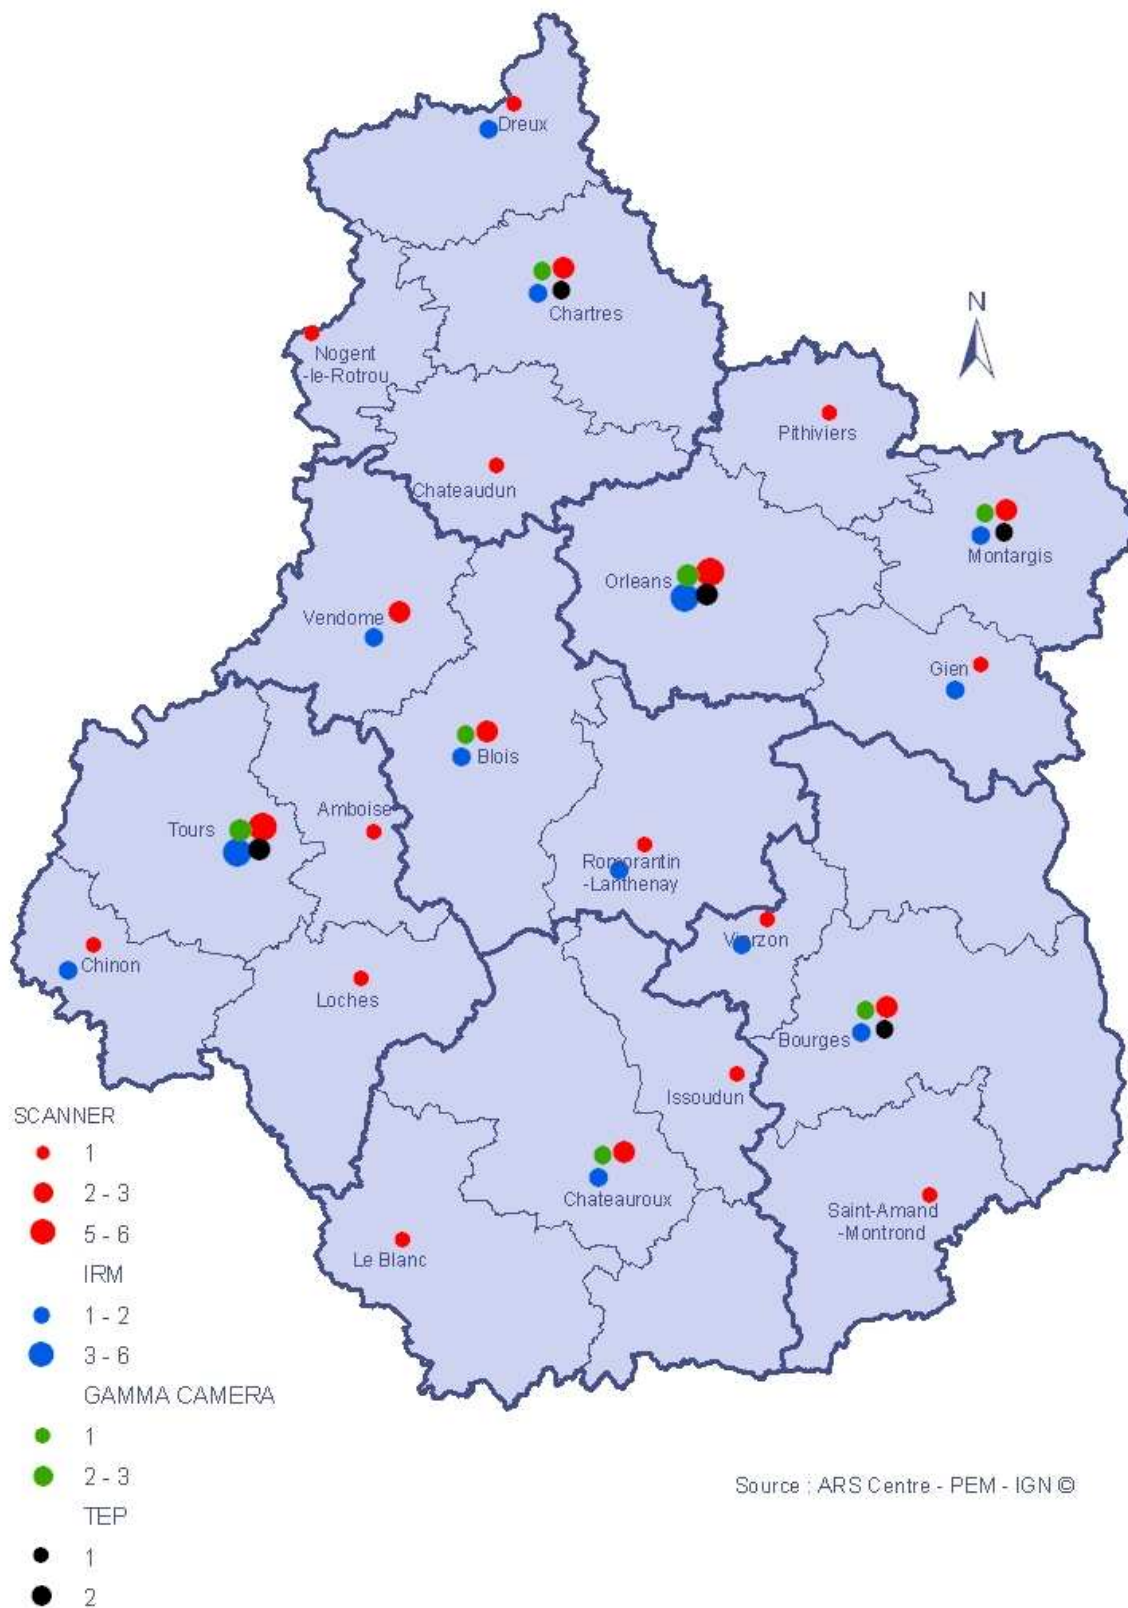 Dreux
Chartres
N
Nogent
-le-Rotrou
Pithiviers
Chateaudun
Montargis
Orleans
Vendome
Gien
Blois
Amboise
Tours
Romorantin
-Lanthenay
Vierzon
Chinon
Loches
Bourges
Issoudun
Chateauroux
Saint-Amand
-Montrond
Le Blanc
SCANNER
1
2 - 3
5 - 6
IRM
1 - 2
3 - 6
GAMMA CAMERA
1
2 - 3
TEP
1
2
Source : ARS Centre - PEM - IGN ©